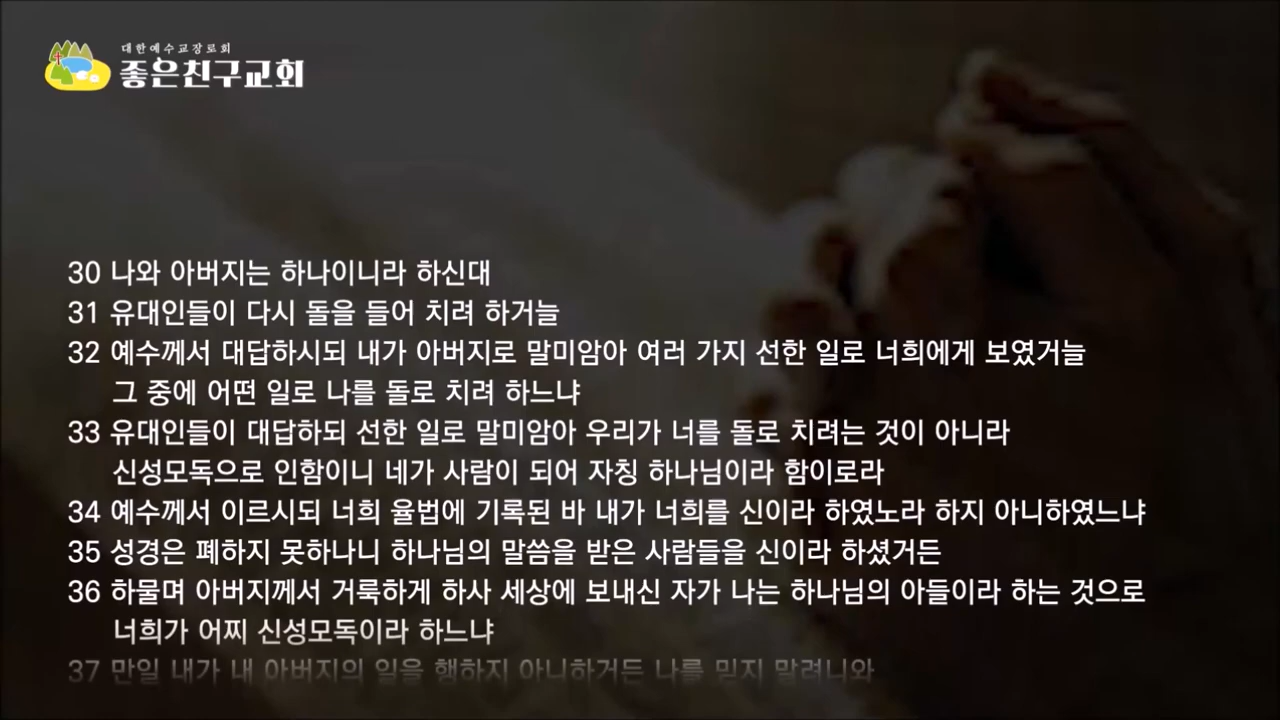 대한예수교장로회
좋은친구교회
30 나와 아버지는 하나이니라 하신대
31 유대인들이 다시 돌을 들어 치려 하거늘
32 예수께서 대답하시되 내가 아버지로 말미암아 여러 가지 선한 일로 너희에게 보였거늘
그 중에 어떤 일로 나를 돌로 치려 하느냐
33 유대인들이 대답하되 선한 일로 말미암아 우리가 너를 돌로 치려는 것이 아니라
신성모독으로 인함이니 네가 사람이 되어 자칭 하나님이라 함이로라
34 예수께서 이르시되 너희 율법에 기록된 바 내가 너희를 신이라 하였노라 하지 아니하였느냐
35 성경은 폐하지 못하나니 하나님의 말씀을 받은 사람들을 신이라 하셨거든
36 하물며 아버지께서 거룩하게 하사 세상에 보내신 자가 나는 하나님의 아들이라 하는 것으로
너희가 어찌 신성모독이라 하느냐
37 만일 내가 내 아버지의 일을 행하지 아니하거든 나를 믿지 말려니와